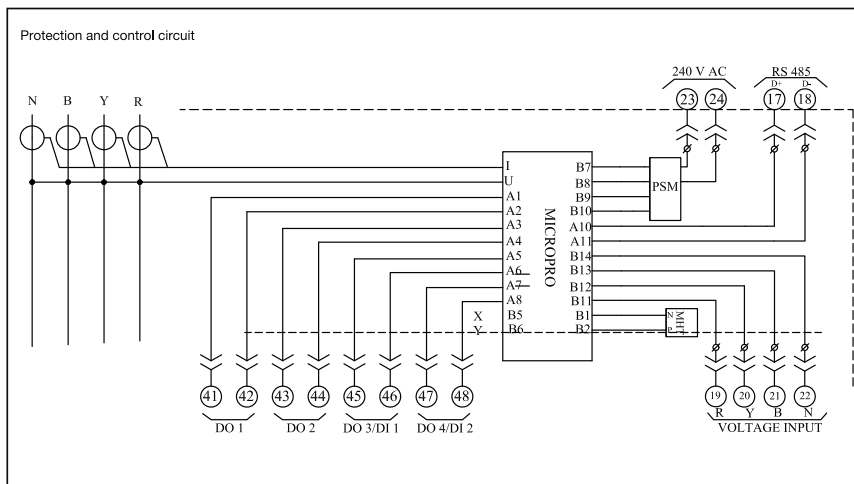 Protection and control circuit
240 V AC
RS 485
D+ D-
23 24 17 18
N B Y R
I
U
A1
A2
A3
A4
A5
A6
A7
A8
B5
B6
X
Y
MICROPRO
B7
B8
B9
B10
A10
A11
B14
B13
B12
B11
B1
B2
PSM
N
P
MHT
41 42 43 44 45 46 47 48
DO 1 DO 2 DO 3/DI 1 DO 4/DI 2
19 20 21 22
R Y B N
VOLTAGE INPUT